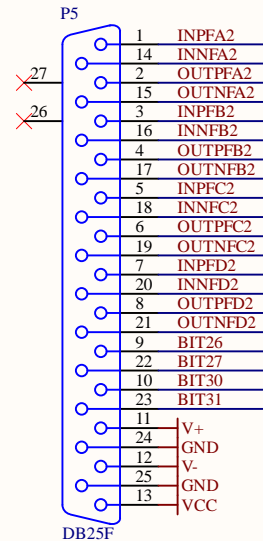 P5
1 INPFA2
14 INNFA2
27 2 OUTPFA2
15 OUTNFA2
26 3 INPFB2
16 INNFB2
4 OUTPFB2
17 OUTNFB2
5 INPFC2
18 INNFC2
6 OUTPFC2
19 OUTNFC2
7 INPFD2
20 INNFD2
8 OUTPFD2
21 OUTNFD2
9 BIT26
22 BIT27
10 BIT30
23 BIT31
11 V+
24 GND
12 V-
25 GND
13 VCC
DB25F